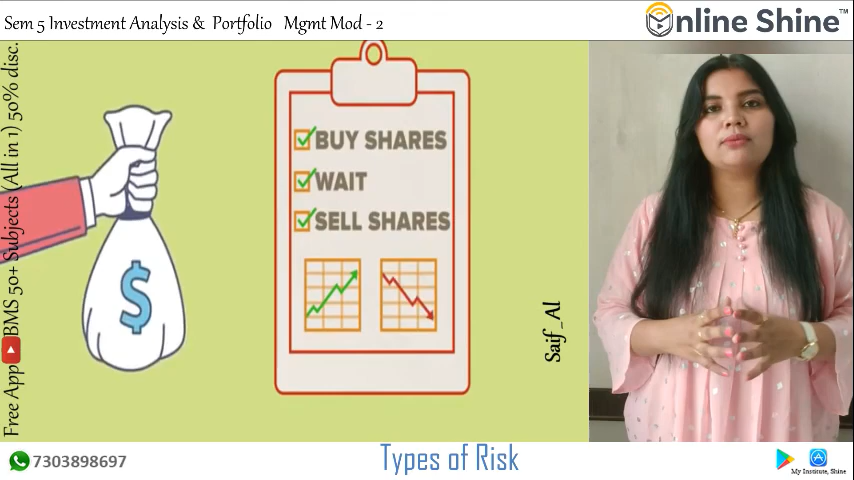 Sem 5 Investment Analysis & Portfolio Mgmt Mod - 2
Online Shine™
Free App BMS 50+ Subjects (All in 1) 50% disc.
BUY SHARES
WAIT
SELL SHARES
$
Saif_Al
7303898697
Types of Risk
My Institute, Shine